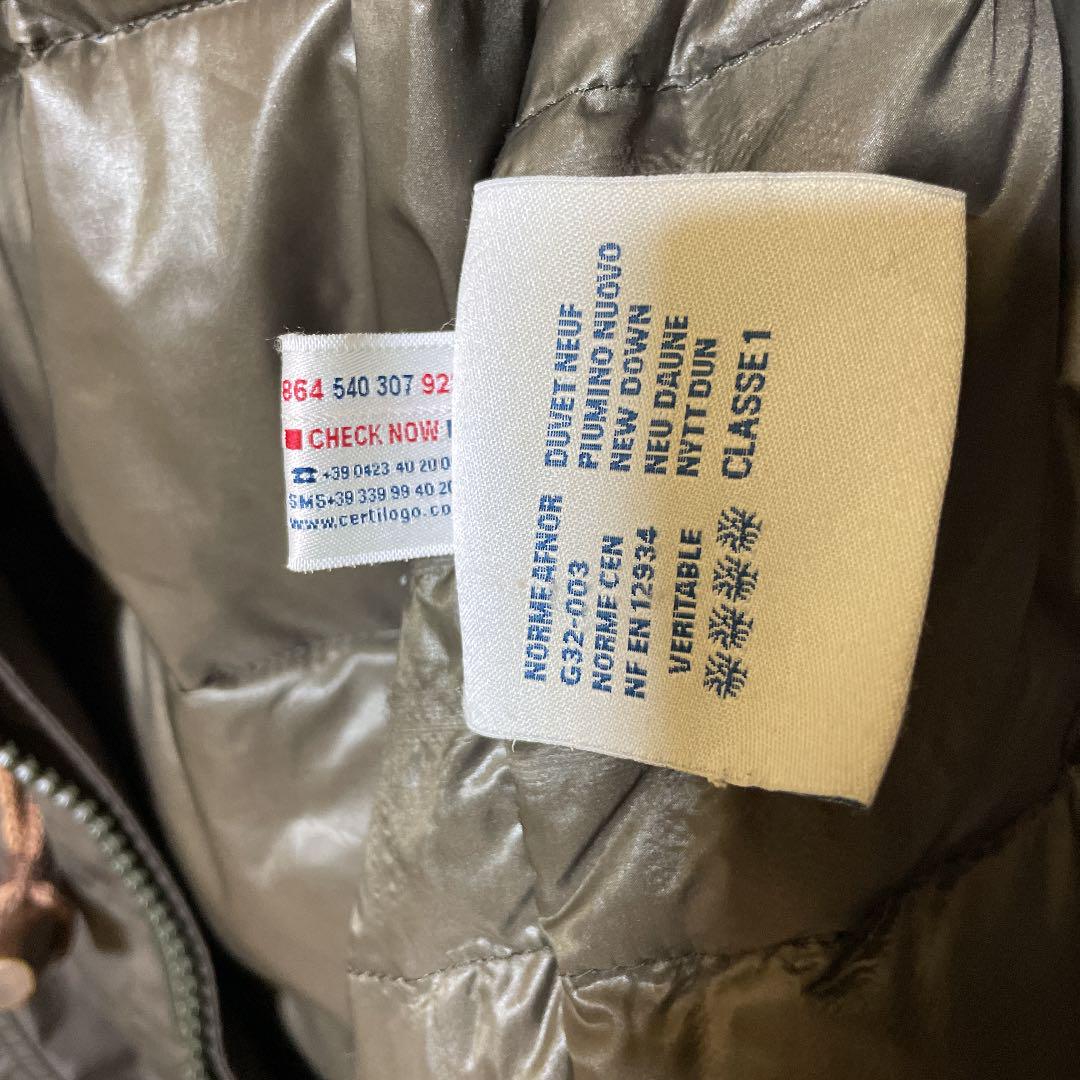 864 540 307 92
CHECK NOW
☎ +39 0423 40 20 0
SMS+39 339 99 40 20
www.certilogo.co
NORME AFNOR DUVET NEUF
G32-003 PIUMINO NUOVO
NORME CEN NEW DOWN
NF EN 12934 NEU DAUNE
VERITABLE NYTT DUN
CLASSE 1